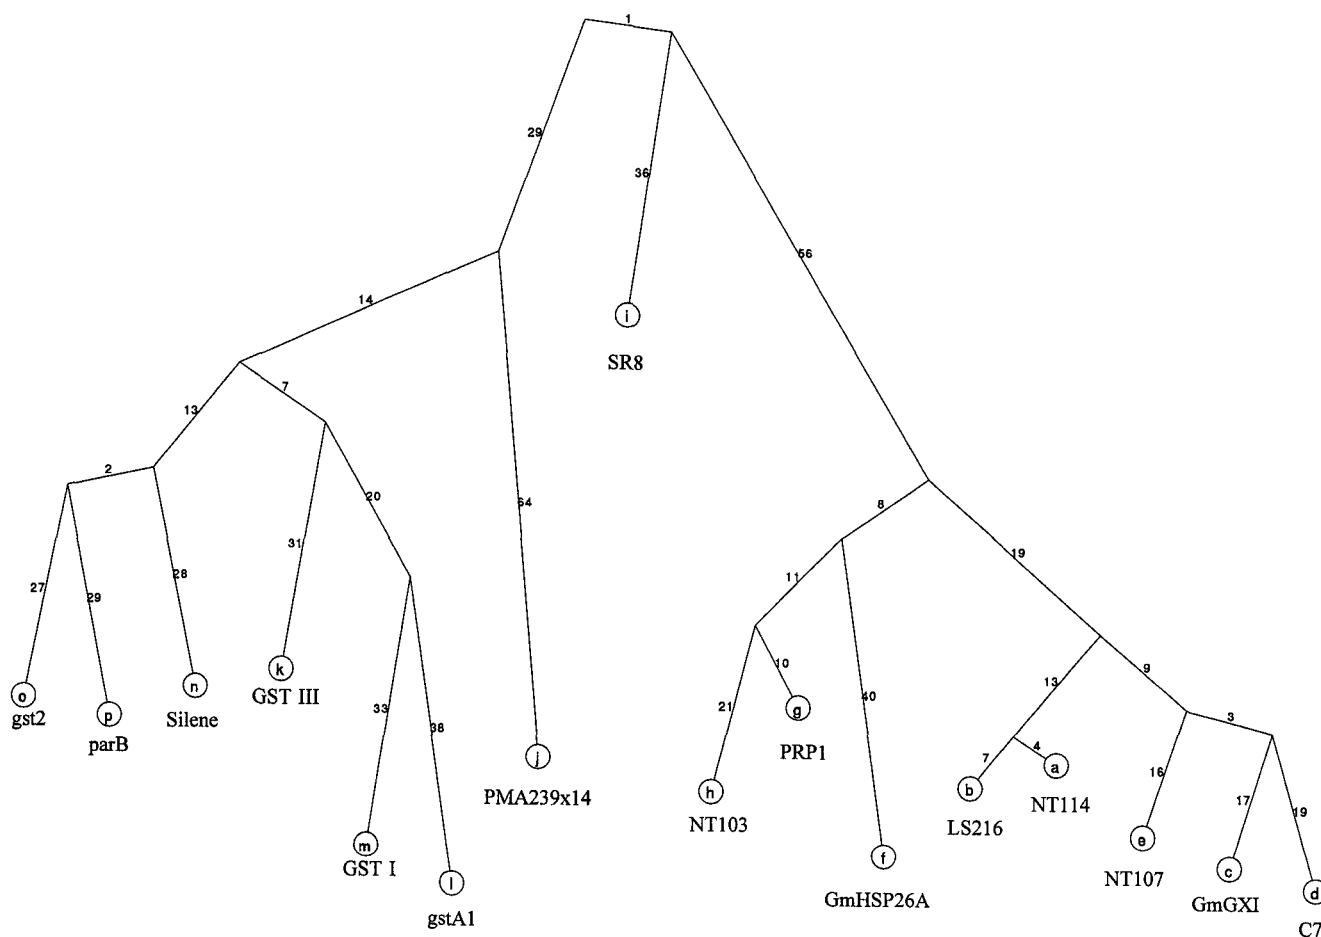 1
29
36
56
14
i
SR8
7
13
2
20
64
8
31
19
27
29
28
11
k
GST III
10
13
9
o
gst2
p
parB
n
Silene
33
38
21
40
g
PRP1
3
7
4
j
PMA239x14
h
NT103
b
LS216
a
NT114
16
17
19
m
GST I
l
gstA1
f
GmHSP26A
e
NT107
c
GmGXI
d
C7